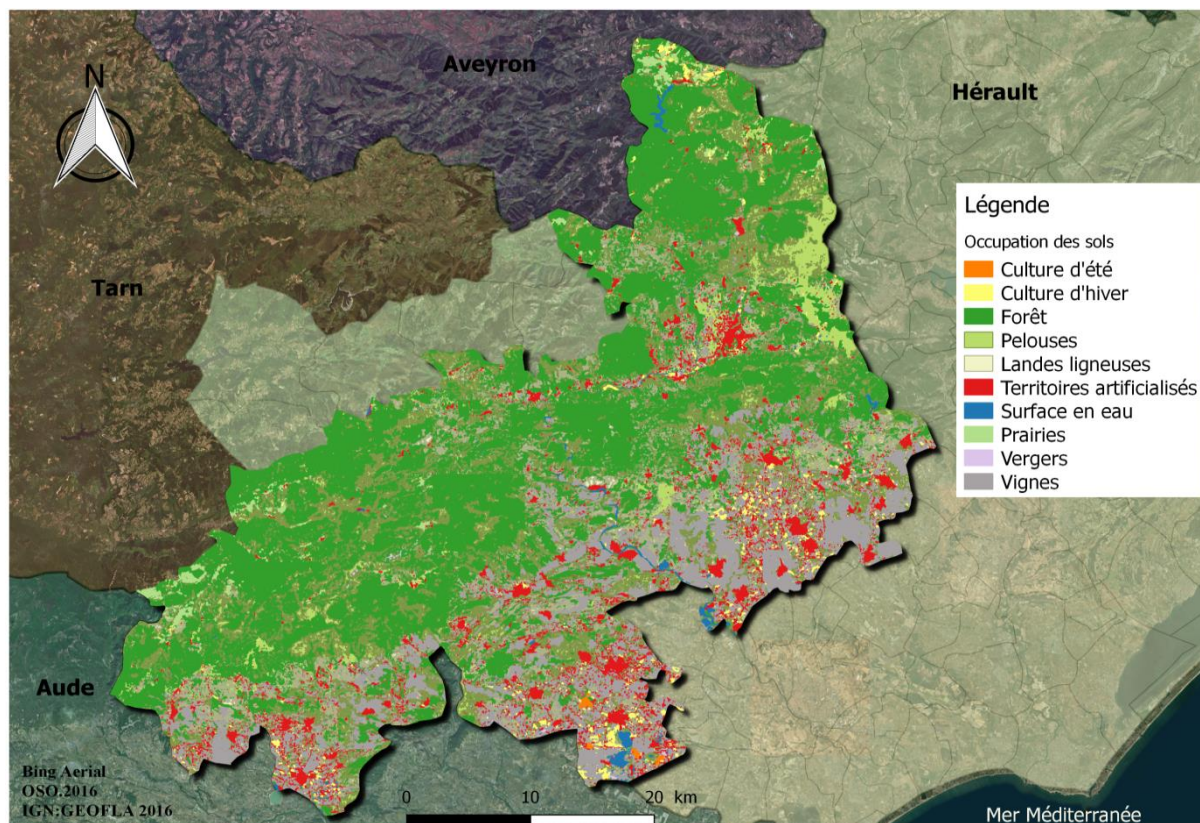 Aveyron
N
Hérault
Tarn
Légende
Occupation des sols
Culture d'été
Culture d'hiver
Forêt
Pelouses
Landes ligneuses
Territoires artificialisés
Surface en eau
Prairies
Vergers
Vignes
Aude
Bing Aerial
OSO.2016
IGN:GEOFLA 2016
0 10 20 km
Mer Méditerranée